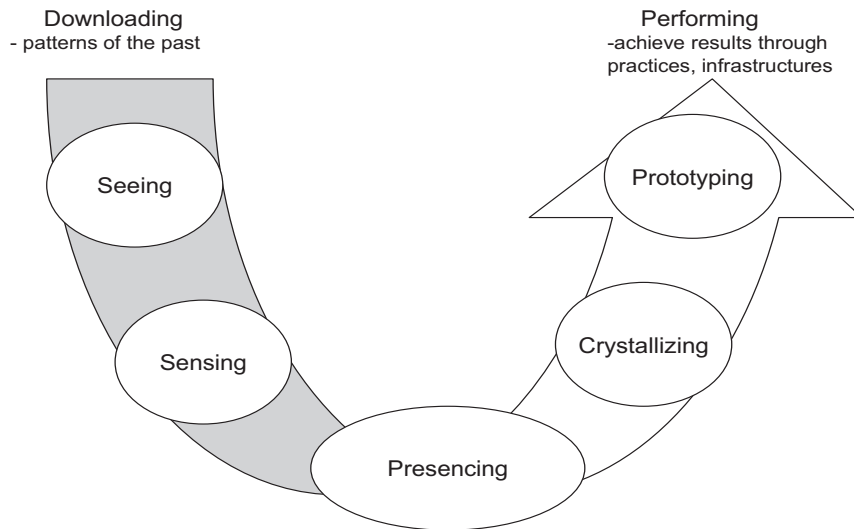 Downloading
- patterns of the past
Performing
-achieve results through
practices, infrastructures
Seeing
Prototyping
Sensing
Crystallizing
Presencing